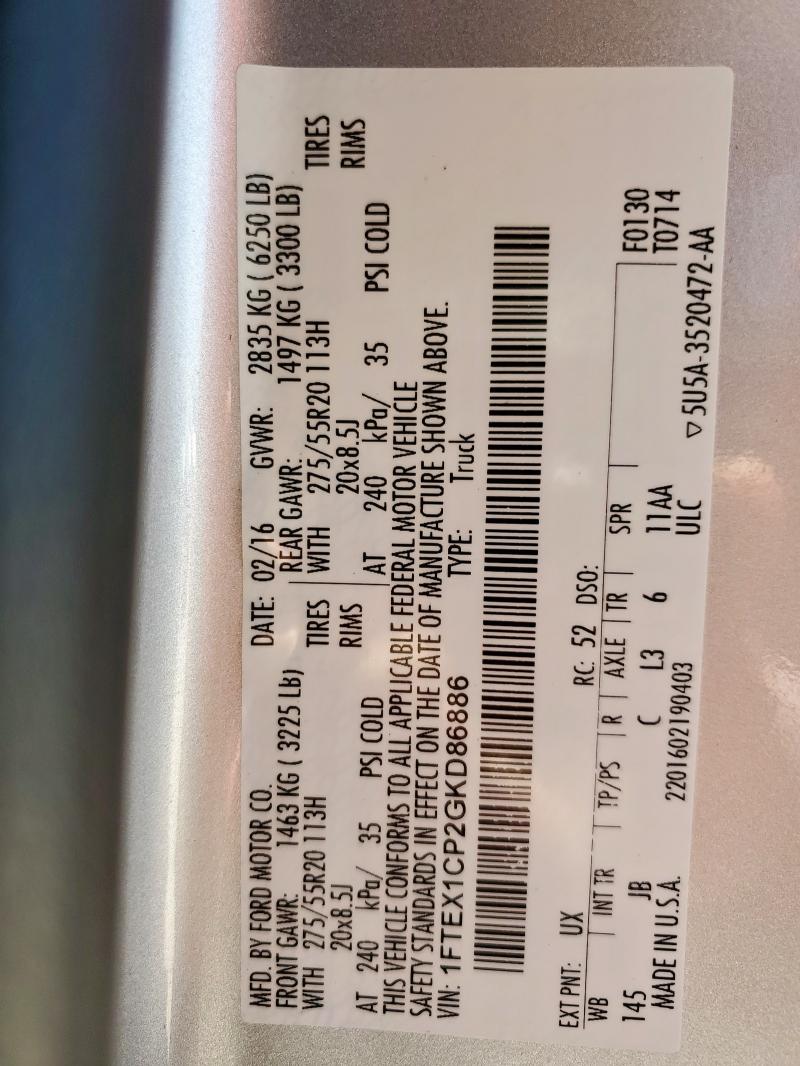 MFD. BY FORD MOTOR CO. DATE: 02/16 GVWR: 2835 KG ( 6250 LB)
FRONT GAWR: 1463 KG ( 3225 LB) REAR GAWR: 1497 KG ( 3300 LB)
WITH 275/55R20 113H TIRES WITH 275/55R20 113H TIRES
20x8.5J RIMS 20x8.5J RIMS
AT 240 kPa/ 35 PSI COLD AT 240 kPa/ 35 PSI COLD
THIS VEHICLE CONFORMS TO ALL APPLICABLE FEDERAL MOTOR VEHICLE
SAFETY STANDARDS IN EFFECT ON THE DATE OF MANUFACTURE SHOWN ABOVE.
VIN: 1FTEX1CP2GKD86886 TYPE: Truck
EXT PNT: UX RC: 52 DSO: F0130
WB INT TR TP/PS R AXLE TR SPR T0714
145 JB C L3 6 11AA
MADE IN U.S.A. 2201602190403 ULC ▽5U5A-3520472-AA